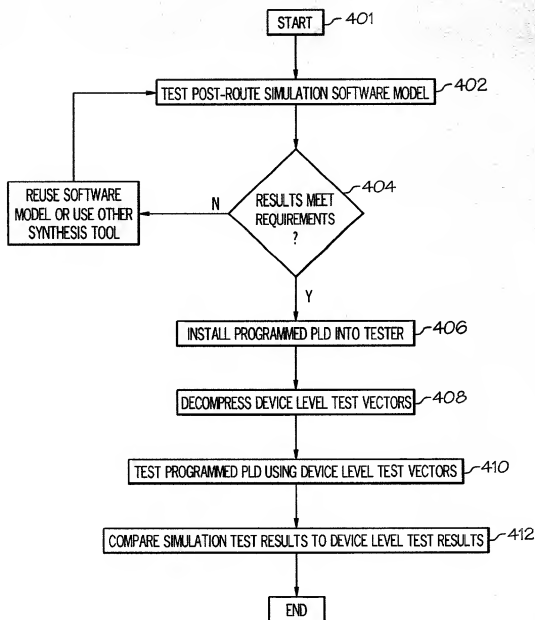 START
401
TEST POST-ROUTE SIMULATION SOFTWARE MODEL
402
RESULTS MEET
REQUIREMENTS
?
404
N
REUSE SOFTWARE
MODEL OR USE OTHER
SYNTHESIS TOOL
Y
INSTALL PROGRAMMED PLD INTO TESTER
406
DECOMPRESS DEVICE LEVEL TEST VECTORS
408
TEST PROGRAMMED PLD USING DEVICE LEVEL TEST VECTORS
410
COMPARE SIMULATION TEST RESULTS TO DEVICE LEVEL TEST RESULTS
412
END